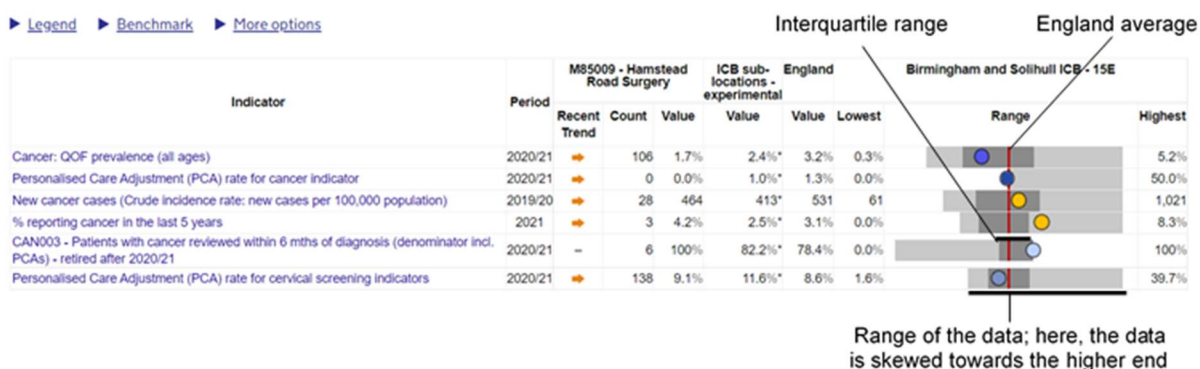 Legend Benchmark More options
Interquartile range England average
Indicator Period M85009 - Hamstead Road Surgery ICB sub-locations - experimental England Birmingham and Solihull ICB - 15E
Recent Trend Count Value Value Value Lowest Range Highest
Cancer: QOF prevalence (all ages) 2020/21 106 1.7% 2.4%* 3.2% 0.3% 5.2%
Personalised Care Adjustment (PCA) rate for cancer indicator 2020/21 0 0.0% 1.0%* 1.3% 0.0% 50.0%
New cancer cases (Crude incidence rate: new cases per 100,000 population) 2019/20 28 464 413* 531 61 1,021
% reporting cancer in the last 5 years 2021 3 4.2% 2.5%* 3.1% 0.0% 8.3%
CAN003 - Patients with cancer reviewed within 6 mths of diagnosis (denominator incl.
PCAs) - retired after 2020/21 2020/21 – 6 100% 82.2%* 78.4% 0.0% 100%
Personalised Care Adjustment (PCA) rate for cervical screening indicators 2020/21 138 9.1% 11.6%* 8.6% 1.6% 39.7%
Range of the data; here, the data
is skewed towards the higher end